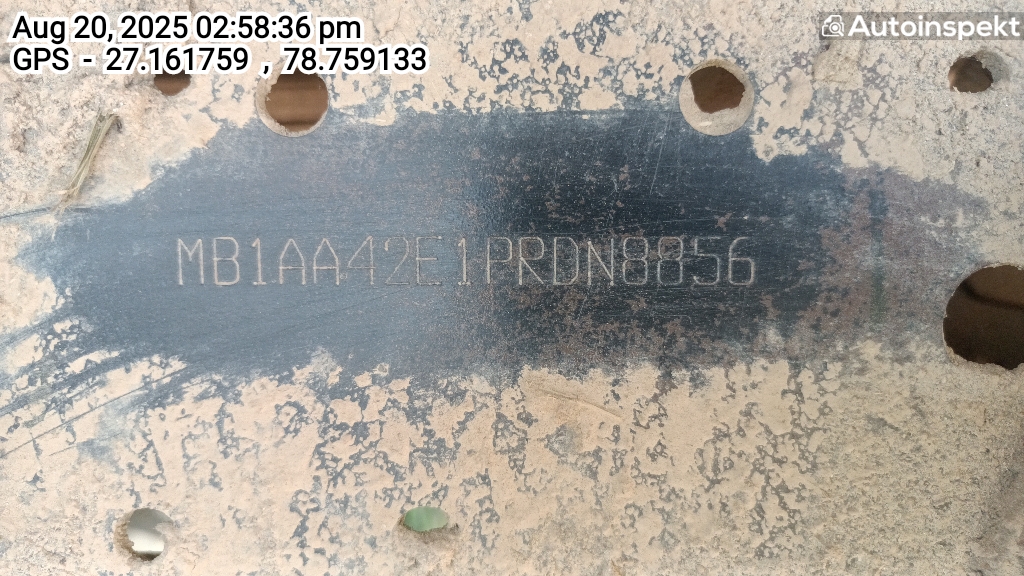 Aug 20, 2025 02:58:36 pm
GPS - 27.161759 , 78.759133
Autoinspekt
MB1AA42E1PRDN8856